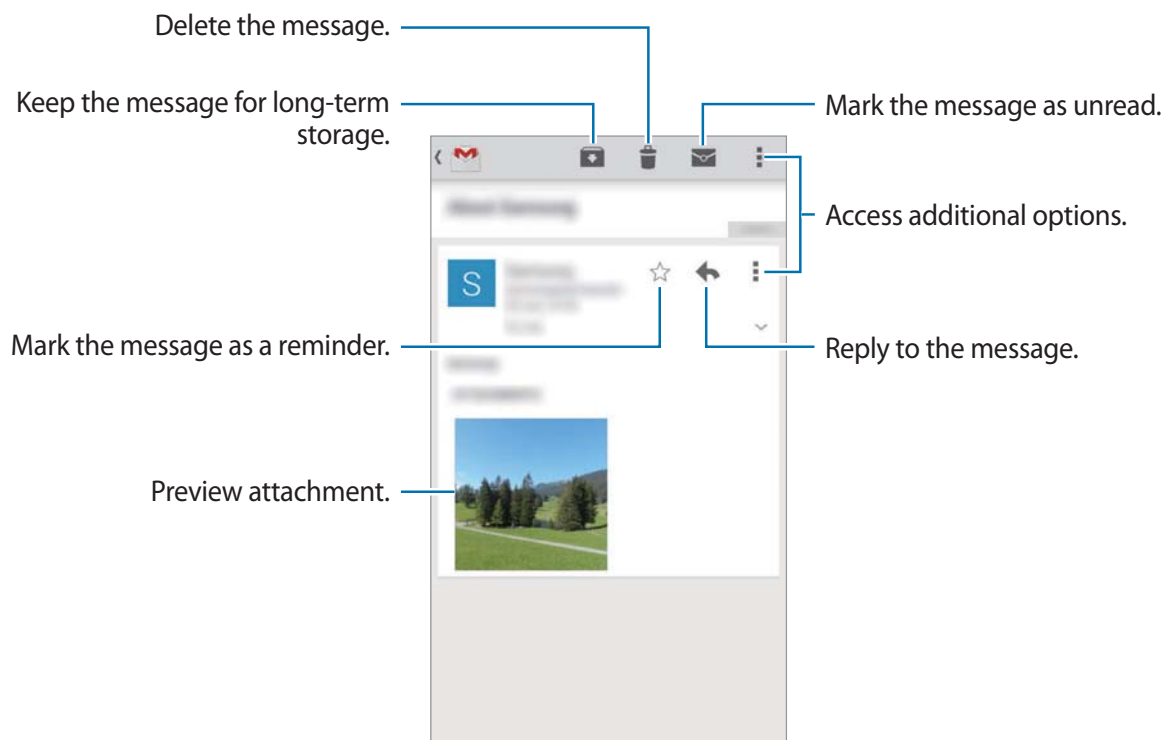 Delete the message.
Keep the message for long-term
storage.
Mark the message as unread.
Access additional options.
S
Mark the message as a reminder.
Reply to the message.
Preview attachment.